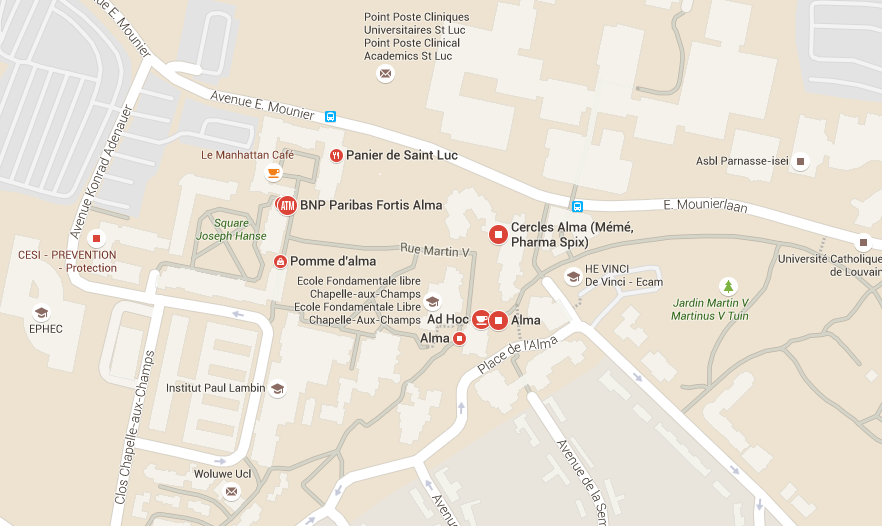 Avenue E. Mounier
Point Poste Cliniques
Universitaires St Luc
Point Poste Clinical
Academics St Luc
Avenue E. Mounier
Avenue Konrad Adenauer
Le Manhattan Café
Panier de Saint Luc
Asbl Parnasse-isei
ATM
BNP Paribas Fortis Alma
E. Mounierlaan
Square
Joseph Hanse
Cercles Alma (Mémé,
Pharma Spix)
Rue Martin V
CESI - PREVENTION
- Protection
Pomme d'alma
Université Catholique
de Louvain
HE VINCI
De Vinci - Ecam
Ecole Fondamentale libre
Chapelle-aux-Champs
Ecole Fondamentale Libre
Chapelle-Aux-Champs
Jardin Martin V
Martinus V Tuin
EPHEC
Ad Hoc
Alma
Alma
Place de l'Alma
Institut Paul Lambin
Clos Chapelle-aux-Champs
Woluwe Ucl
Avenue de la Sem
Avenu